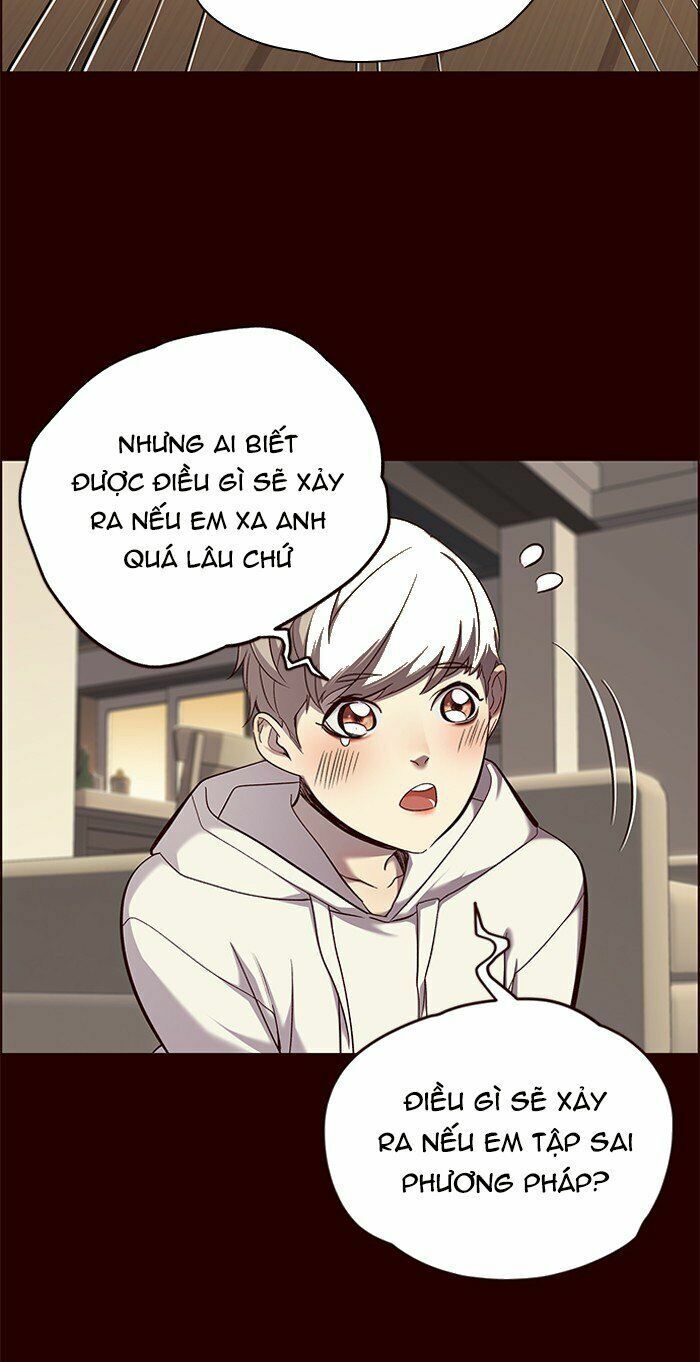 NHƯNG AI BIẾT
ĐƯỢC ĐIỀU GÌ SẼ XẢY
RA NẾU EM XA ANH
QUÁ LÂU CHỨ
ĐIỀU GÌ SẼ XẢY
RA NẾU EM TẬP SAI
PHƯƠNG PHÁP?